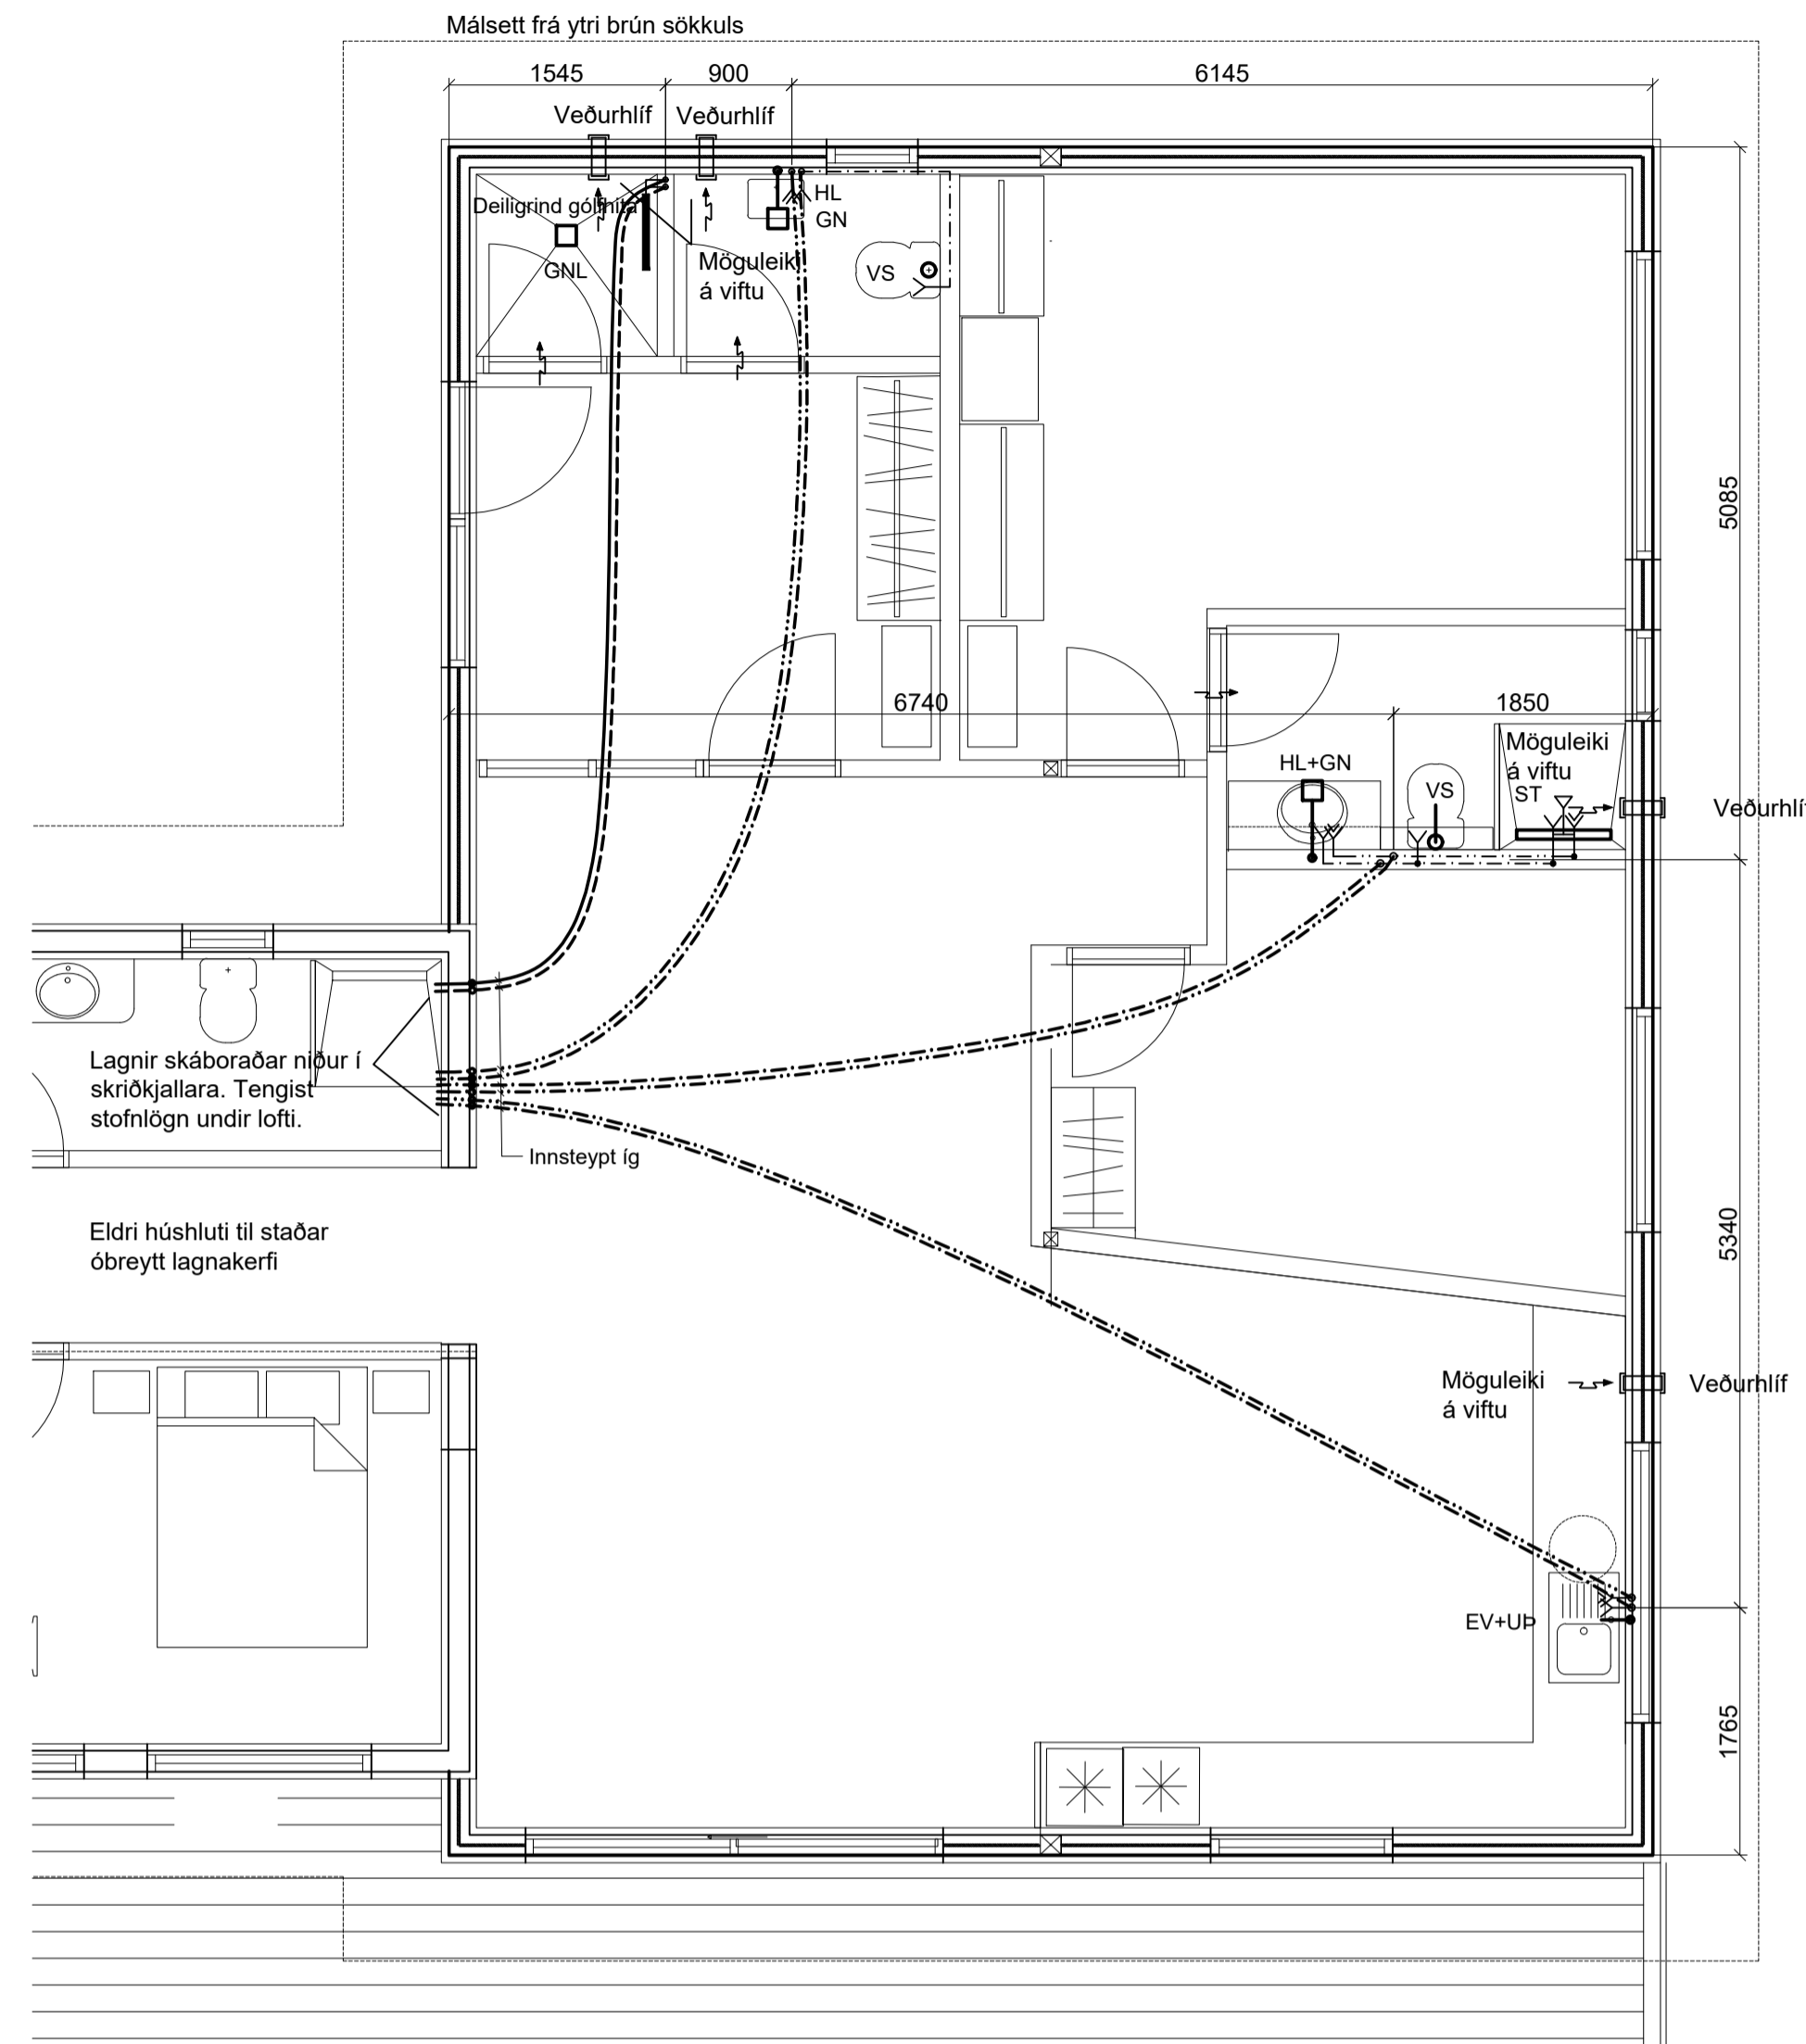 Málsett frá ytri brún sökkuls
1545
900
6145
Veðurhlíf
Veðurhlíf
Deiligrind gólfhita
HL
GN
GNL
Möguleiki
á viftu
VS
5085
6740
1850
HL+GN
VS
Möguleiki
á viftu
ST
Veðurhlíf
Lagnir skáboraðar niður í
skriðkjallara. Tengist
stofnlögn undir lofti.
Innsteypt íg
Eldri húshluti til staðar
óbreytt lagnakerfi
5340
Möguleiki
á viftu
Veðurhlíf
EV+UÞ
1765